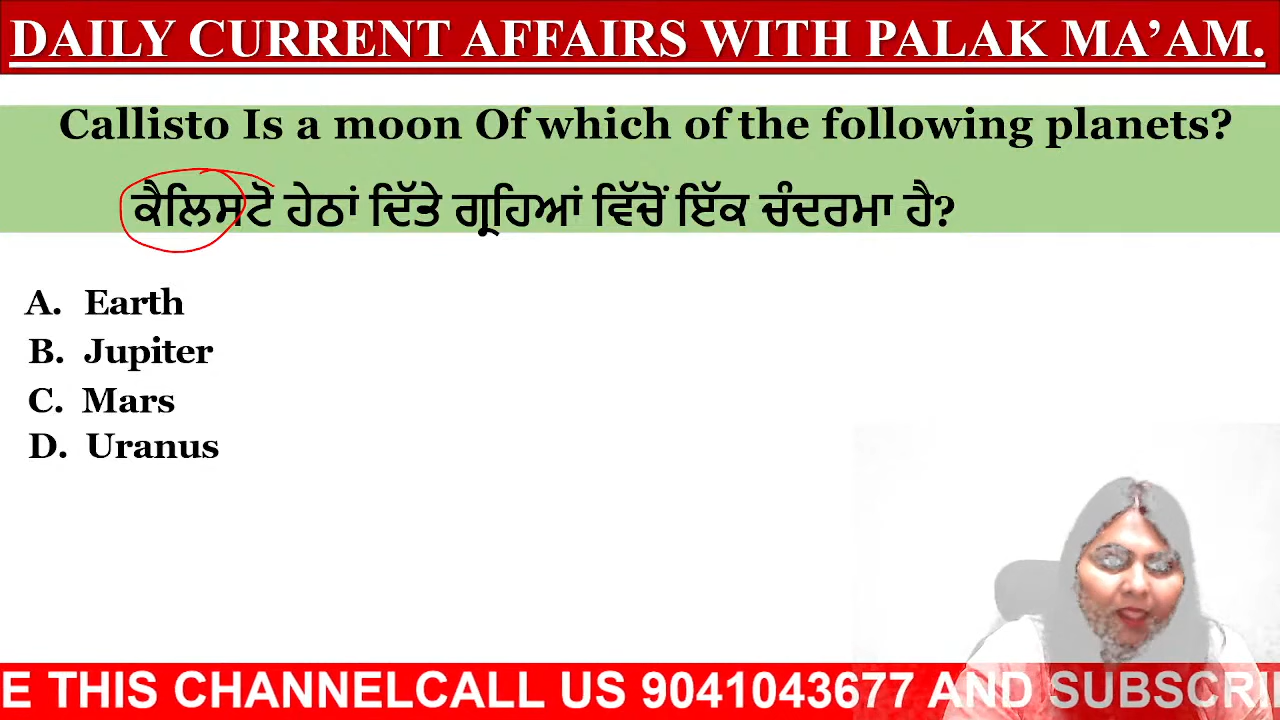 DAILY CURRENT AFFAIRS WITH PALAK MA’AM.
Callisto Is a moon Of which of the following planets?
ਕੈਲਿਸਟੋ ਹੇਠਾਂ ਦਿੱਤੇ ਗ੍ਰਹਿਆਂ ਵਿੱਚੋਂ ਇੱਕ ਚੰਦਰਮਾ ਹੈ?
A. Earth
B. Jupiter
C. Mars
D. Uranus
E THIS CHANNELCALL US 9041043677 AND SUBSCRI